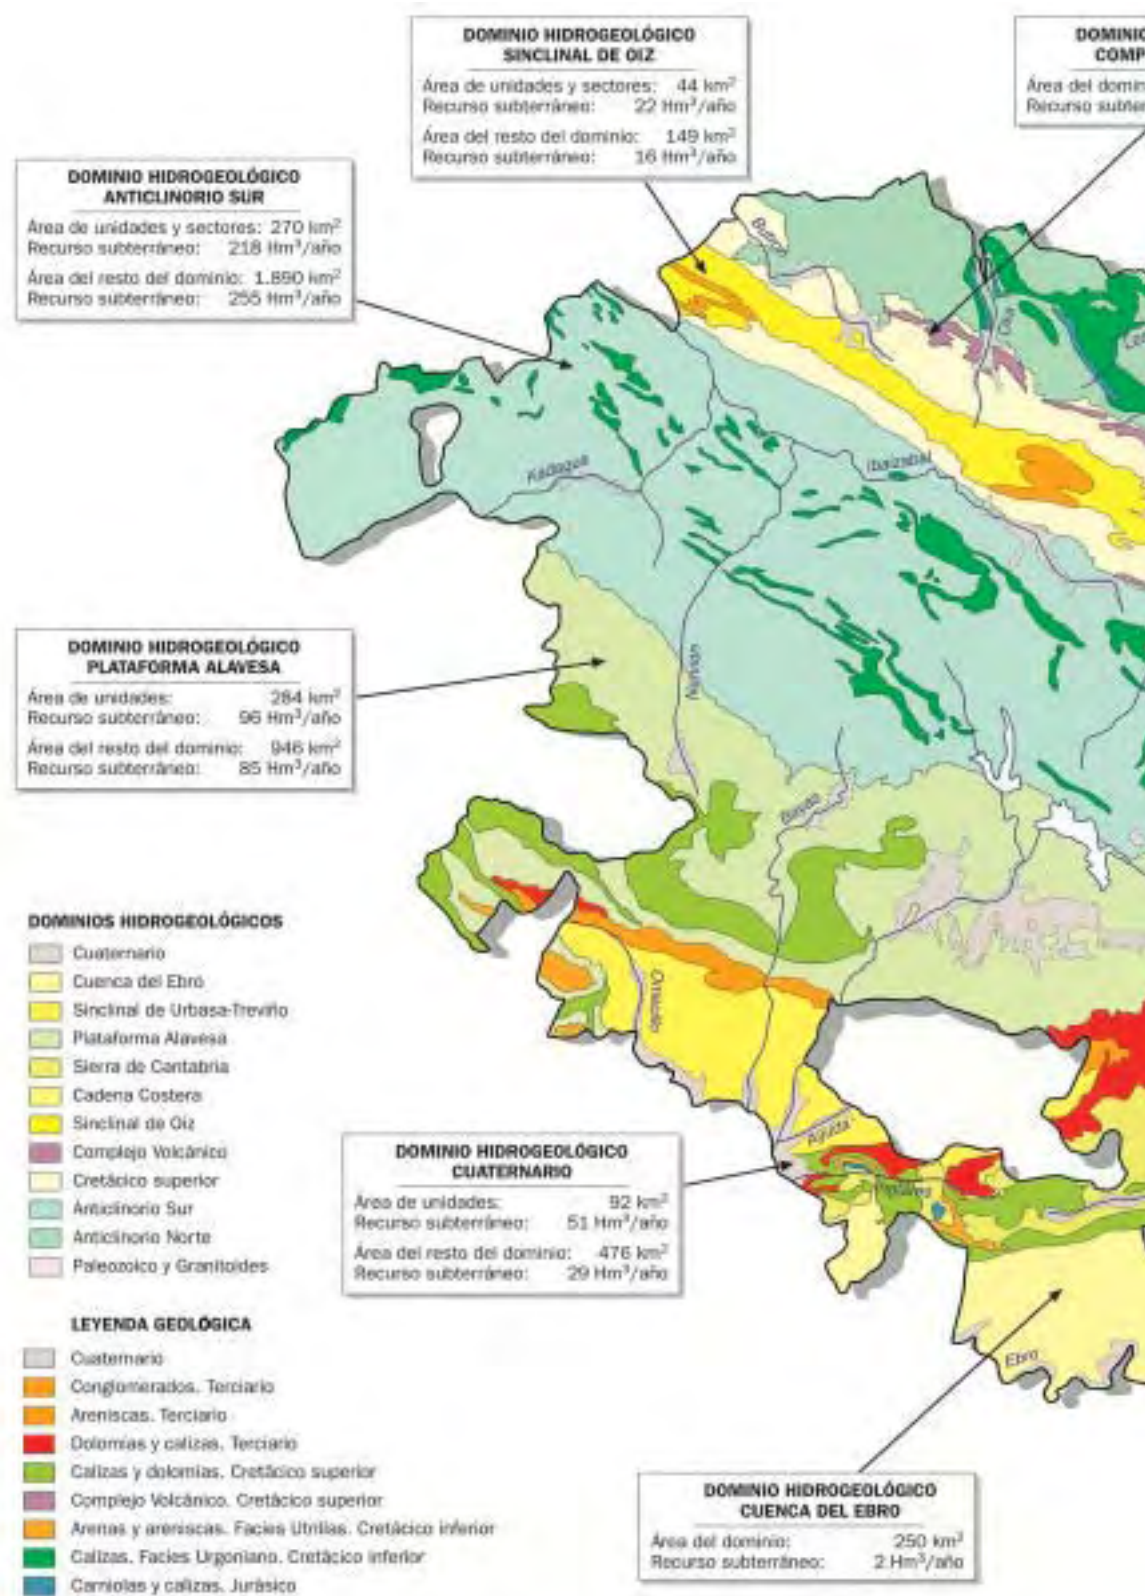 DOMINIO HIDROGEOLÓGICO
SINCLINAL DE OIZ
Área de unidades y sectores: 44 km²
Recurso subterráneo: 22 Hm³/año
Área del resto del dominio: 149 km²
Recurso subterráneo: 16 Hm³/año
DOMINIO
COMP
Área del domin
Recurso subter
DOMINIO HIDROGEOLÓGICO
ANTICLINORIO SUR
Área de unidades y sectores: 270 km²
Recurso subterráneo: 218 Hm³/año
Área del resto del dominio: 1.890 km²
Recurso subterráneo: 255 Hm³/año
Butrón
Oka
Kadagua
Ibaizabal
DOMINIO HIDROGEOLÓGICO
PLATAFORMA ALAVESA
Área de unidades: 284 km²
Recurso subterráneo: 96 Hm³/año
Área del resto del dominio: 946 km²
Recurso subterráneo: 85 Hm³/año
Nervión
Bayas
Omecillo
Ayuda
DOMINIOS HIDROGEOLÓGICOS
Cuaternario
Cuenca del Ebro
Sinclinal de Urbasa-Treviño
Plataforma Alavesa
Sierra de Cantabria
Cadena Costera
Sinclinal de Oiz
Complejo Volcánico
Cretácico superior
Anticlinorio Sur
Anticlinorio Norte
Paleozoico y Granitoides
DOMINIO HIDROGEOLÓGICO
CUATERNARIO
Área de unidades: 92 km²
Recurso subterráneo: 51 Hm³/año
Área del resto del dominio: 476 km²
Recurso subterráneo: 29 Hm³/año
Ebro
LEYENDA GEOLÓGICA
Cuaternario
Conglomerados. Terciario
Areniscas. Terciario
Dolomías y calizas. Terciario
Calizas y dolomías. Cretácico superior
Complejo Volcánico. Cretácico superior
Arenas y areniscas. Facies Utrillas. Cretácico inferior
Calizas. Facies Urgoniano. Cretácico inferior
Carniolas y calizas. Jurásico
DOMINIO HIDROGEOLÓGICO
CUENCA DEL EBRO
Área del dominio: 250 km²
Recurso subterráneo: 2 Hm³/año